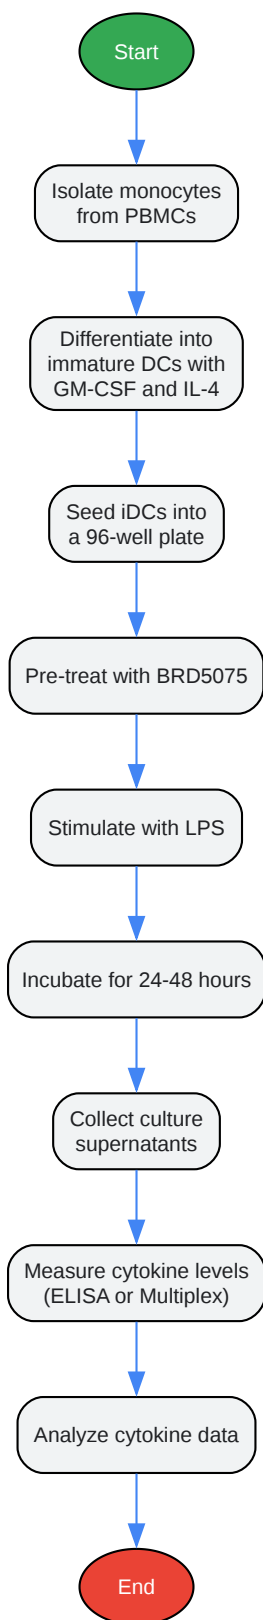 Start
Isolate monocytes
from PBMCs
Differentiate into
immature DCs with
GM-CSF and IL-4
Seed iDCs into
a 96-well plate
Pre-treat with BRD5075
Stimulate with LPS
Incubate for 24-48 hours
Collect culture
supernatants
Measure cytokine levels
(ELISA or Multiplex)
Analyze cytokine data
End